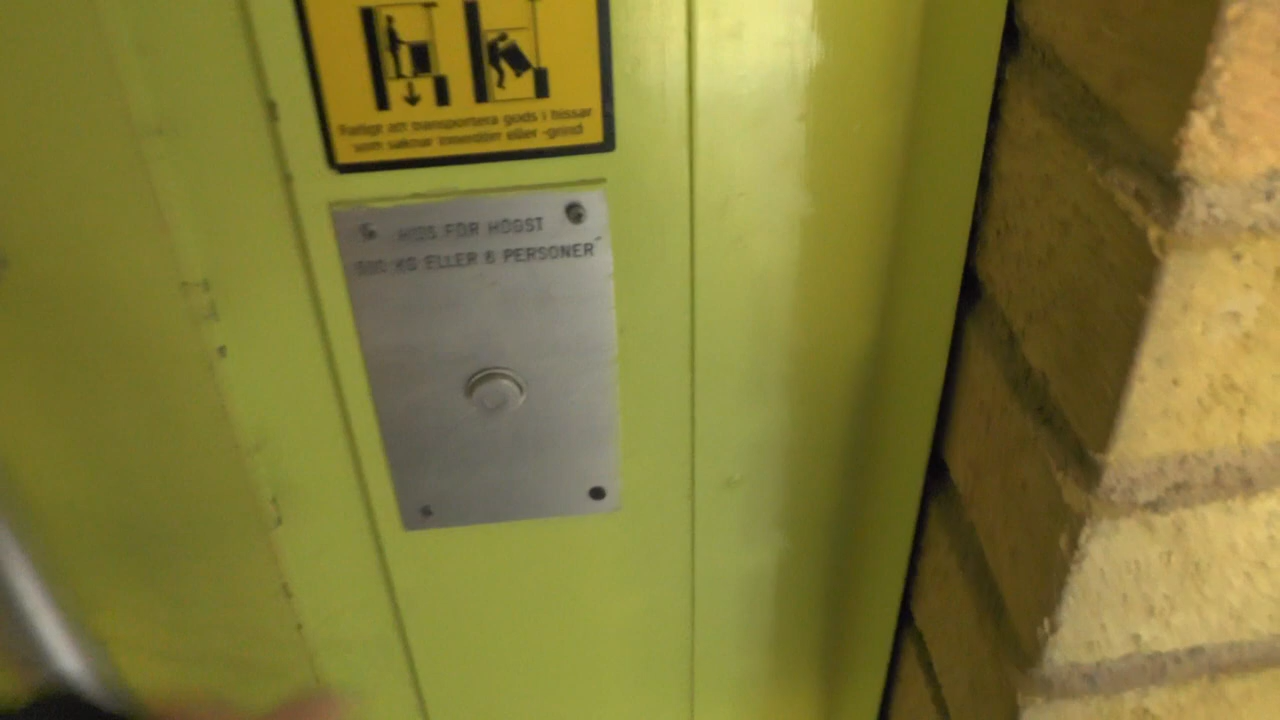 Farligt att transportera gods i hissar
som saknar innerdörr eller -grind
HISS FÖR HÖGST
KG ELLER 6 PERSONER